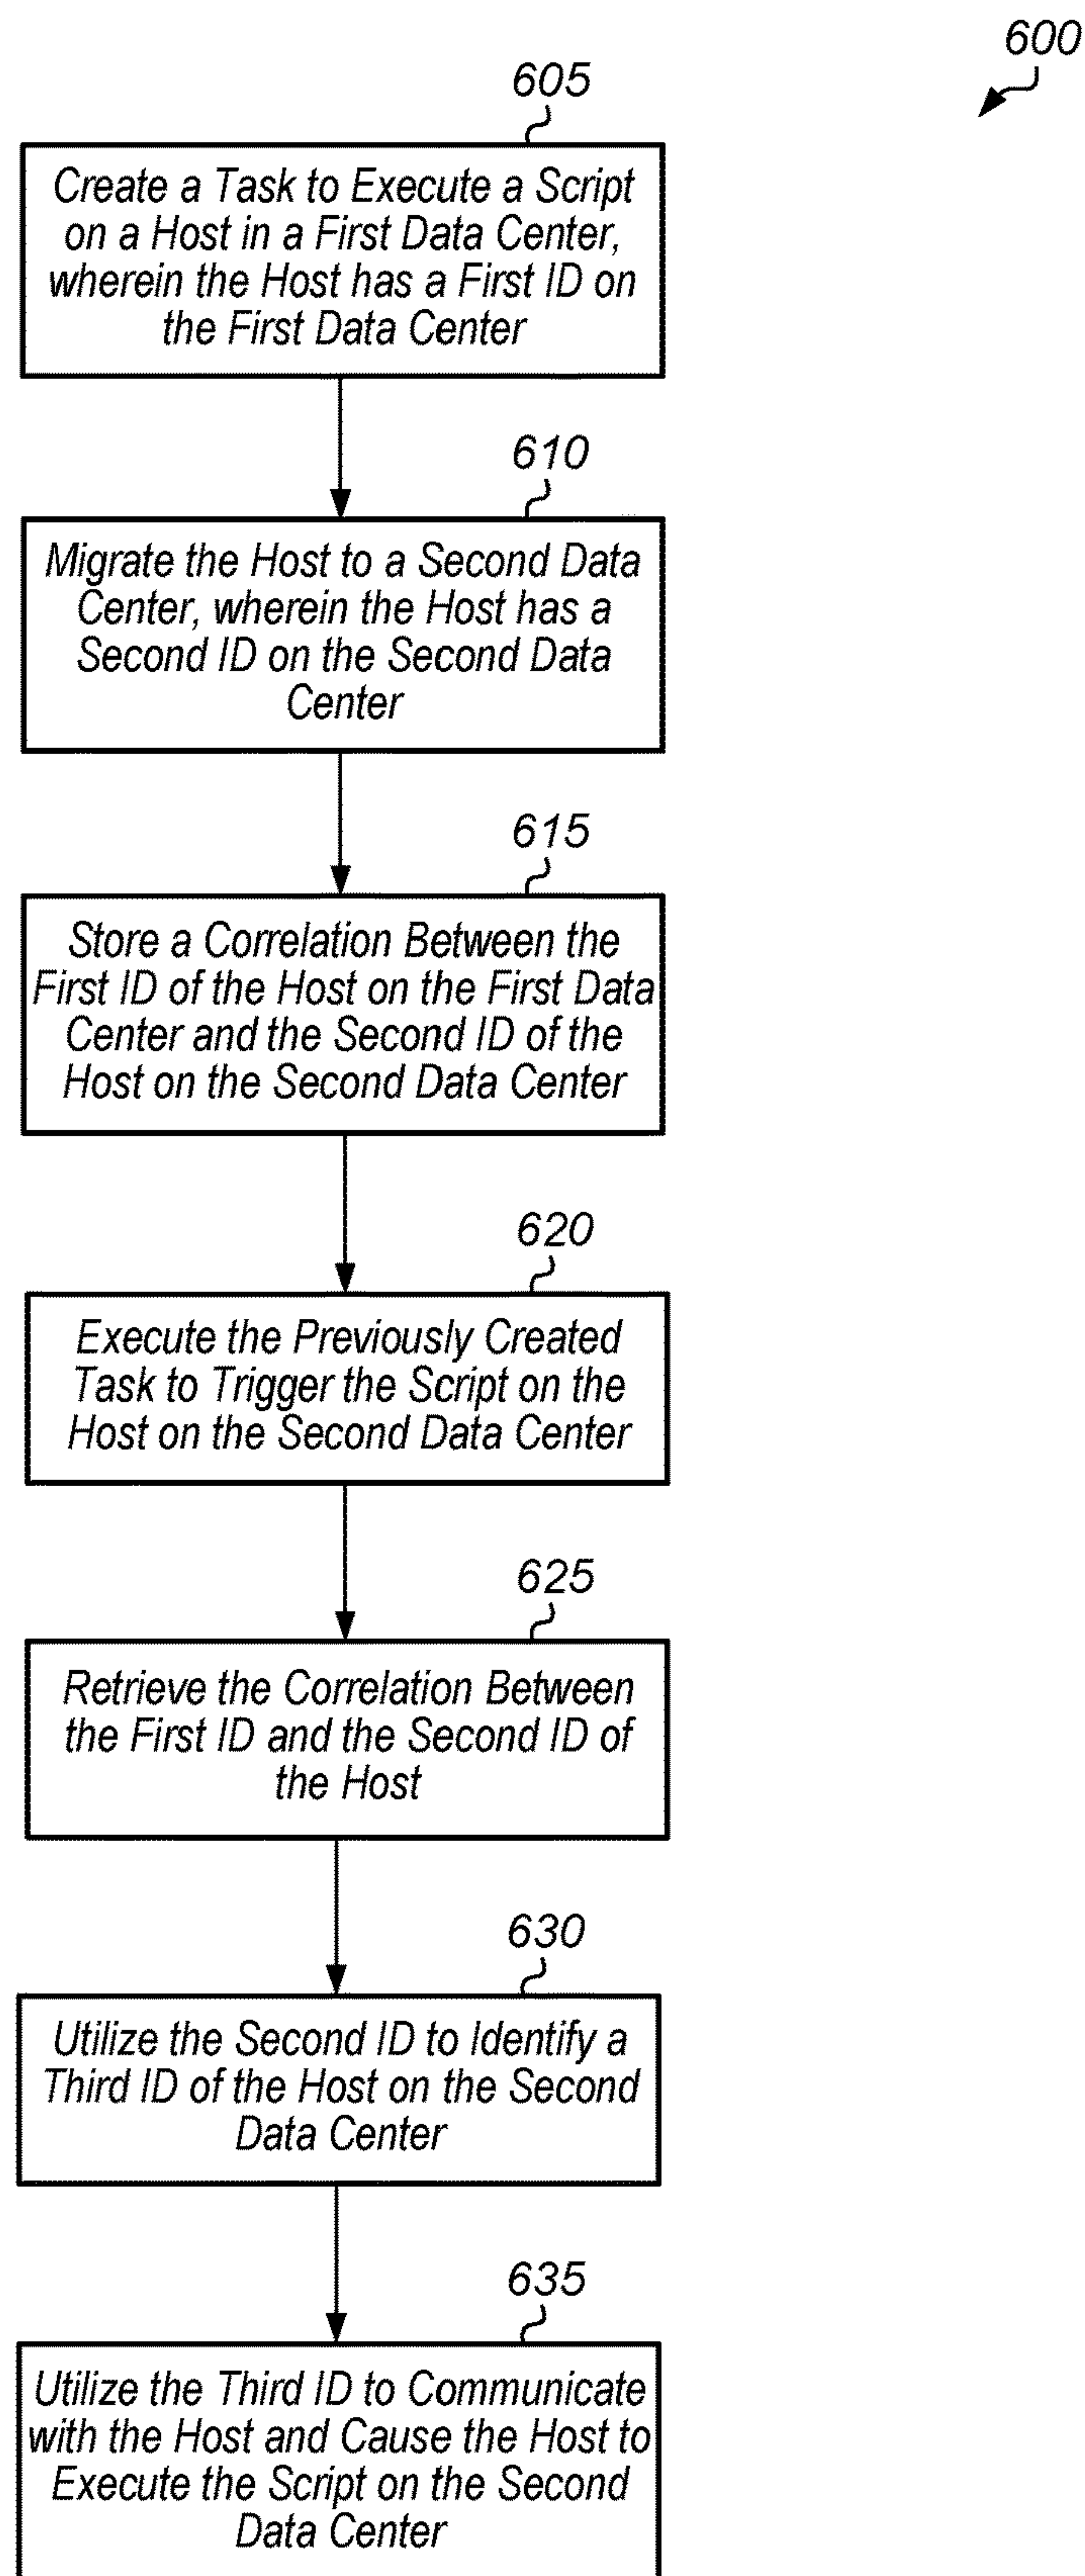 600
605
Create a Task to Execute a Script
on a Host in a First Data Center,
wherein the Host has a First ID on
the First Data Center
610
Migrate the Host to a Second Data
Center, wherein the Host has a
Second ID on the Second Data
Center
615
Store a Correlation Between the
First ID of the Host on the First Data
Center and the Second ID of the
Host on the Second Data Center
620
Execute the Previously Created
Task to Trigger the Script on the
Host on the Second Data Center
625
Retrieve the Correlation Between
the First ID and the Second ID of
the Host
630
Utilize the Second ID to Identify a
Third ID of the Host on the Second
Data Center
635
Utilize the Third ID to Communicate
with the Host and Cause the Host to
Execute the Script on the Second
Data Center